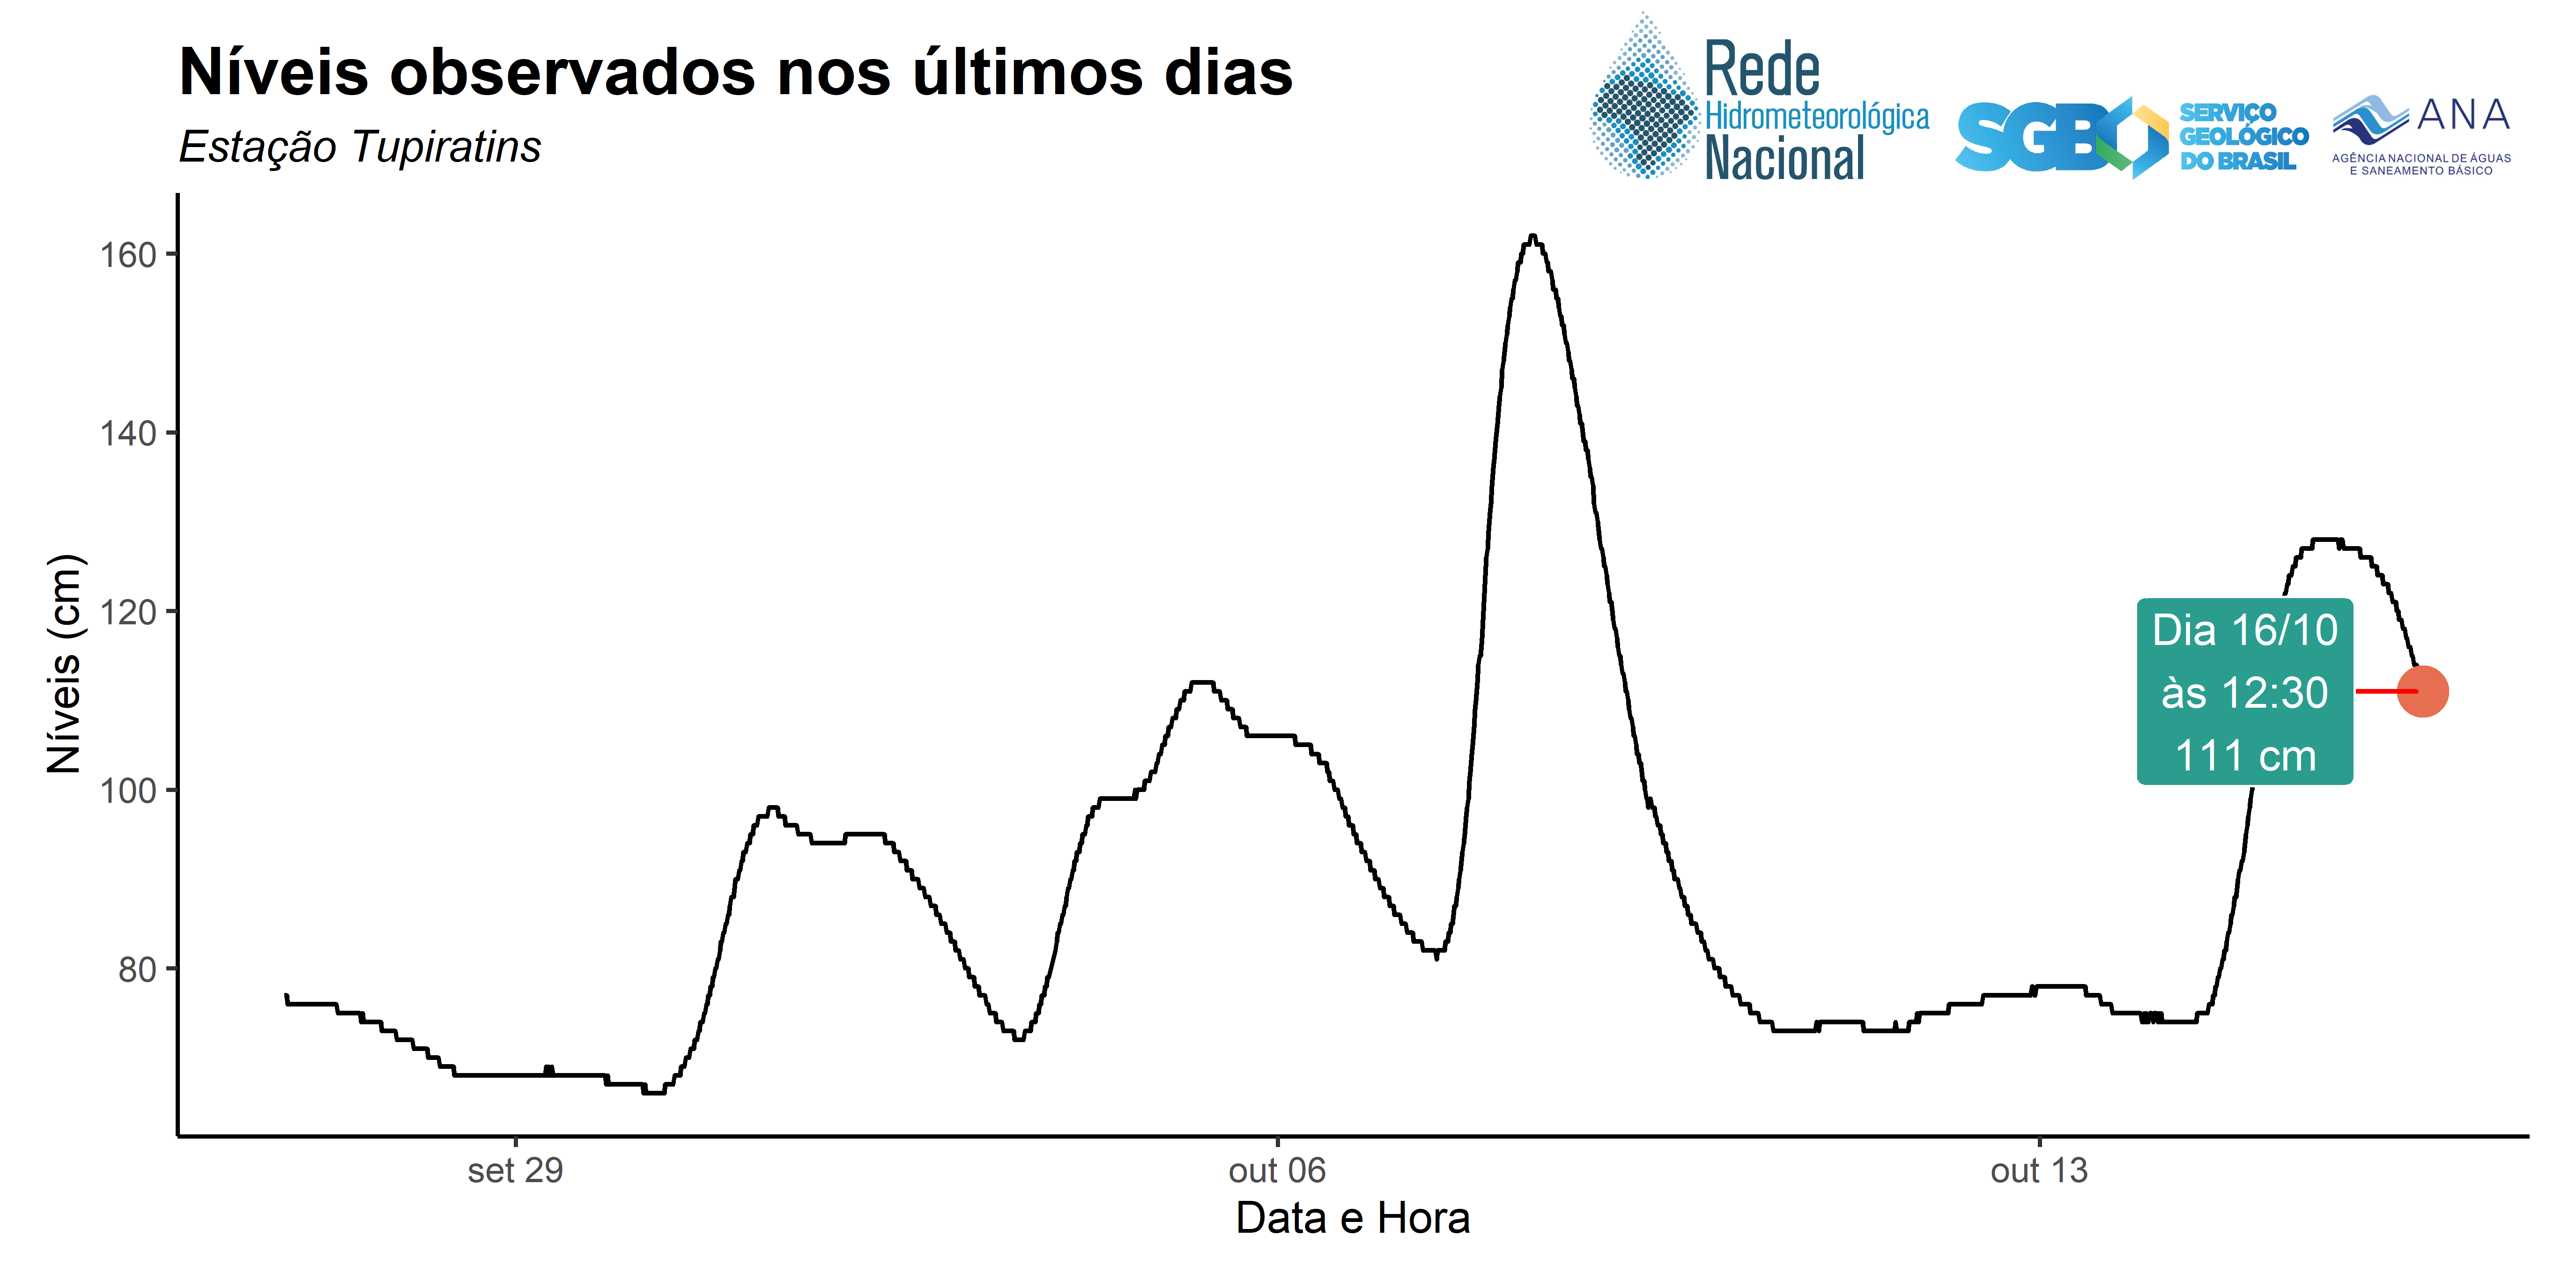 Níveis observados nos últimos dias
Estação Tupiratins
Rede
Hidrometeorológica
Nacional
SGB
SERVIÇO
GEOLÓGICO
DO BRASIL
ANA
AGÊNCIA NACIONAL DE ÁGUAS
E SANEAMENTO BÁSICO
Níveis (cm)
160
140
120
100
80
Dia 16/10
às 12:30
111 cm
set 29
out 06
out 13
Data e Hora